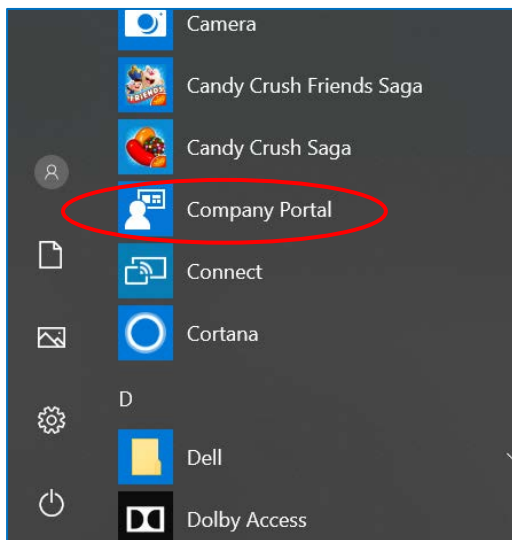 Camera
Candy Crush Friends Saga
Candy Crush Saga
Company Portal
Connect
Cortana
D
Dell
Dolby Access